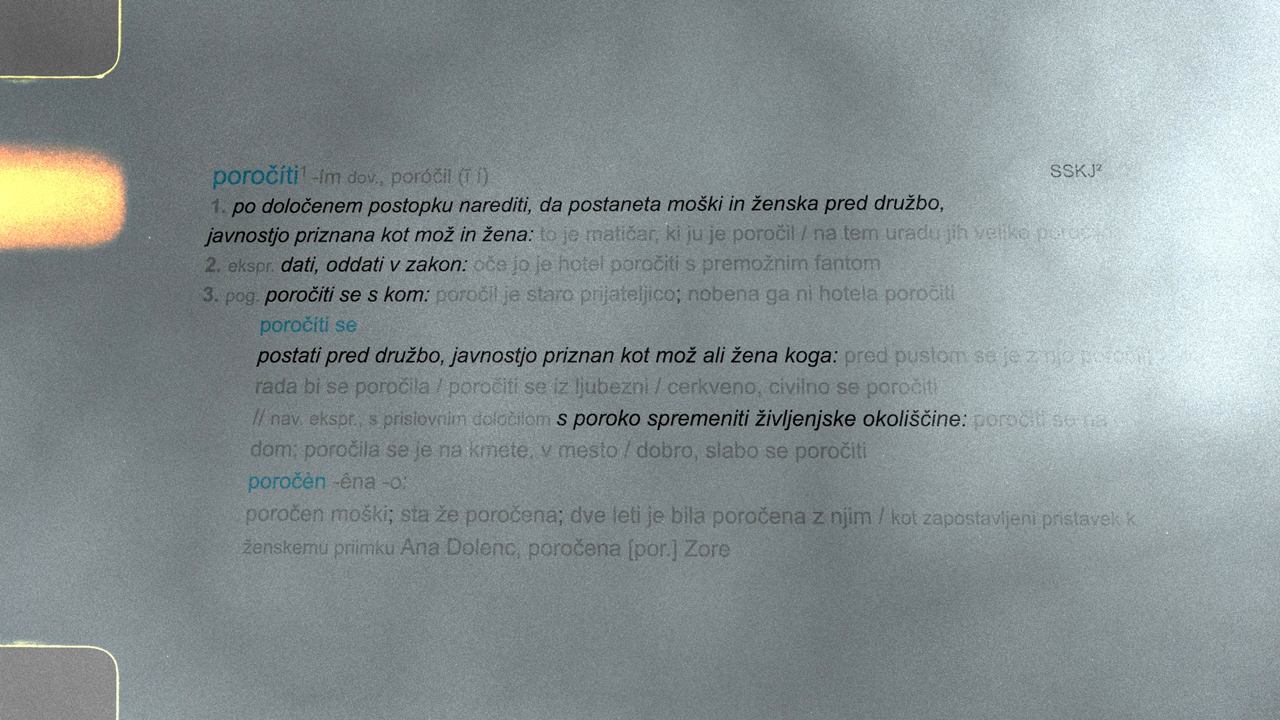 poročíti¹ -ím dov., poróčil (ī í)
SSKJ²
1. po določenem postopku narediti, da postaneta moški in ženska pred družbo,
javnostjo priznana kot mož in žena: to je matičar, ki ju je poročil / na tem uradu jih veliko
2. ekspr. dati, oddati v zakon: oče jo je hotel poročiti s premožnim fantom
3. pog. poročiti se s kom: poročil je staro prijateljico; nobena ga ni hotela poročiti
poročíti se
postati pred družbo, javnostjo priznan kot mož ali žena koga: pred pustom se je z njo poročil;
rada bi se poročila / poročiti se iz ljubezni / cerkveno, civilno se poročiti
// nav. ekspr., s prislovnim določilom s poroko spremeniti življenjske okoliščine: poročiti se na
dom; poročila se je na kmete, v mesto / dobro, slabo se poročiti
poročèn -êna -o:
poročen moški; sta že poročena; dve leti je bila poročena z njim / kot zapostavljeni pristavek k
ženskemu priimku Ana Dolenc, poročena [por.] Zore